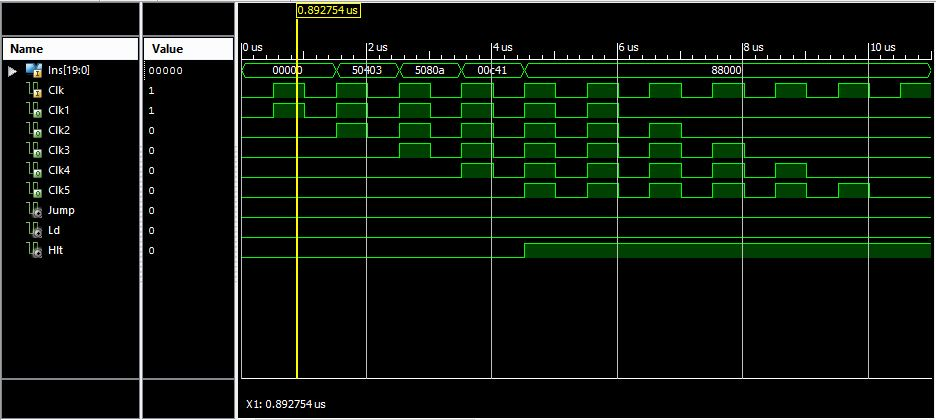 0.892754 us
Name Value
0 us 2 us 4 us 6 us 8 us 10 us
Ins[19:0] 00000 00000 50403 5080a 00c41 88000
Clk 1
Clk1 1
Clk2 0
Clk3 0
Clk4 0
Clk5 0
Jump 0
Ld 0
Hlt 0
X1: 0.892754 us